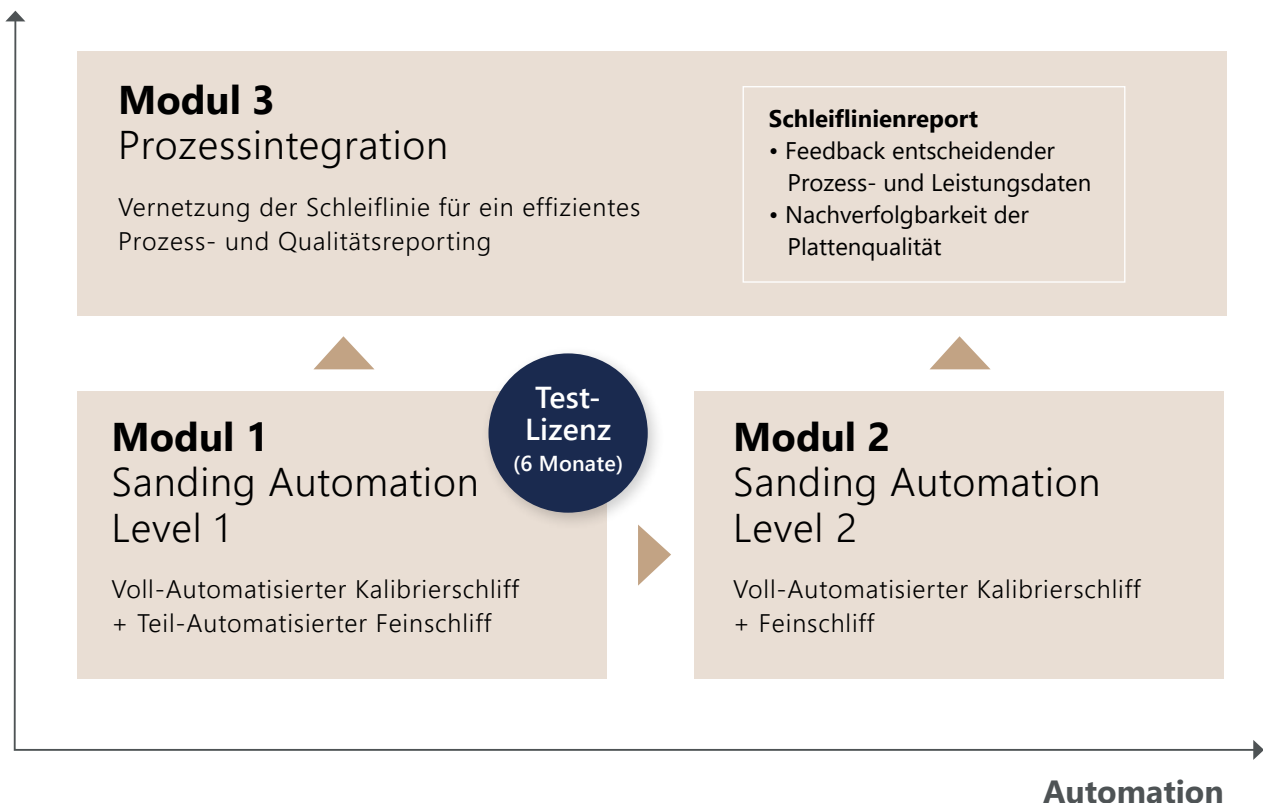 Modul 3
Prozessintegration
Vernetzung der Schleiflinie für ein effizientes
Prozess- und Qualitätsreporting
Schleiflinienreport
• Feedback entscheidender
Prozess- und Leistungsdaten
• Nachverfolgbarkeit der
Plattenqualität
Modul 1
Sanding Automation
Level 1
Voll-Automatisierter Kalibrierschliff
+ Teil-Automatisierter Feinschliff
Test-
Lizenz
(6 Monate)
Modul 2
Sanding Automation
Level 2
Voll-Automatisierter Kalibrierschliff
+ Feinschliff
Automation